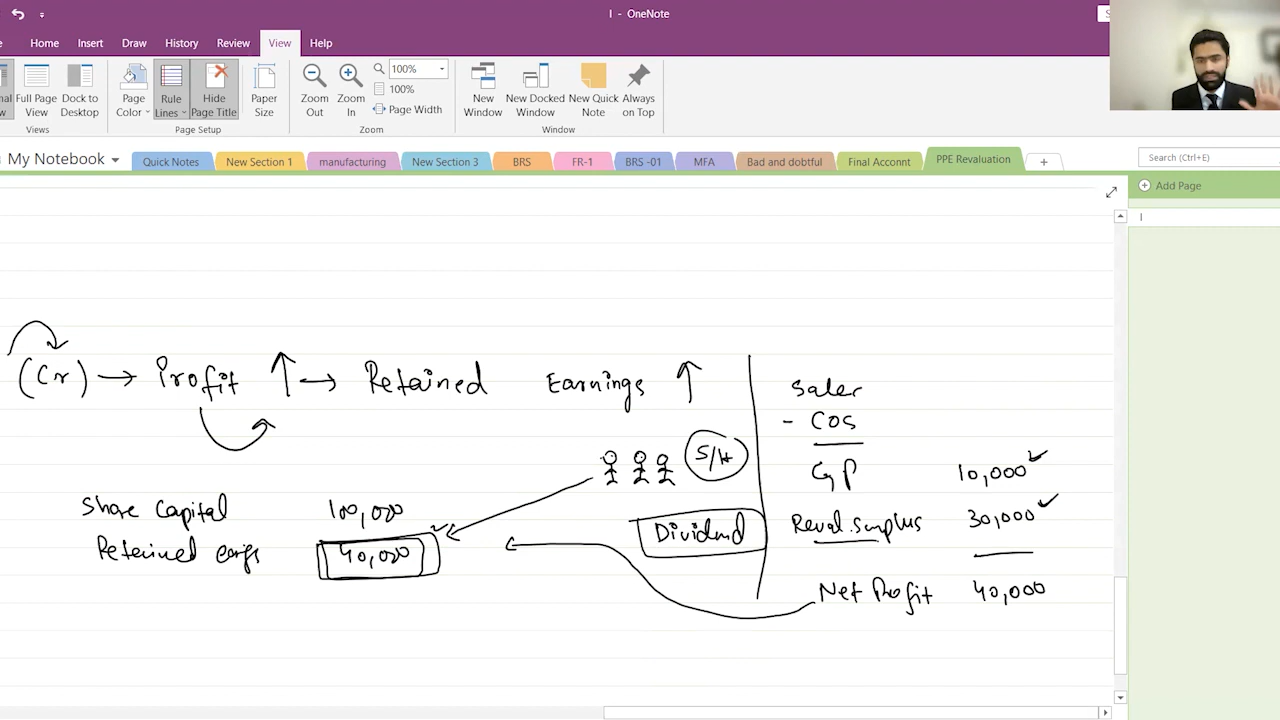 I - OneNote
Home Insert Draw History Review View Help
Full Page View
Dock to Desktop
Page Color
Rule Lines
Hide Page Title
Paper Size
Zoom Out
Zoom In
100%
100%
Page Width
New Window
New Docked Window
New Quick Note
Always on Top
Views Page Setup Zoom Window
My Notebook Quick Notes New Section 1 manufacturing New Section 3 BRS FR-1 BRS -01 MFA Bad and dobtful Final Acconnt PPE Revaluation +
Search (Ctrl+E)
Add Page
I
(Cr) → Profit ↑ → Retained Earnings ↑
S/H
Share Capital 100,000
Retained earigs 40,000
Dividend
Sales
- COS
GP 10,000
Reval.surplus 30,000
Net Profit 40,000